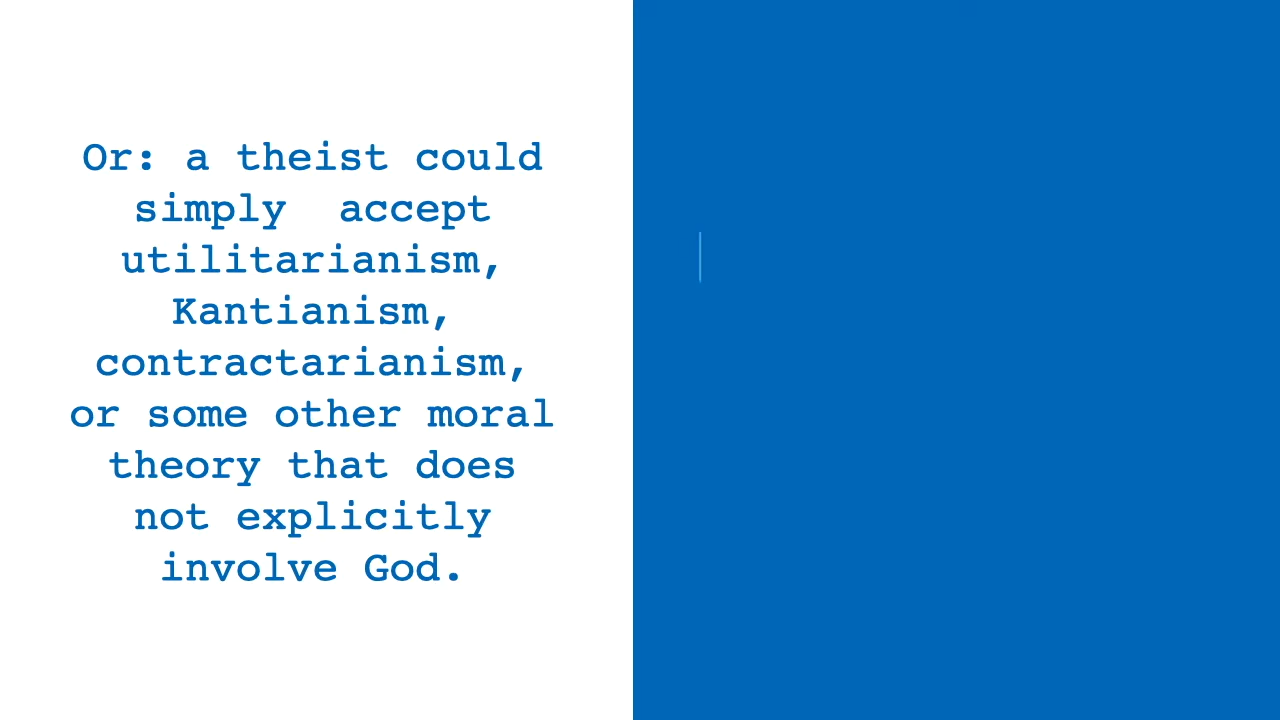 Or: a theist could
simply  accept
utilitarianism,
Kantianism,
contractarianism,
or some other moral
theory that does
not explicitly
involve God.